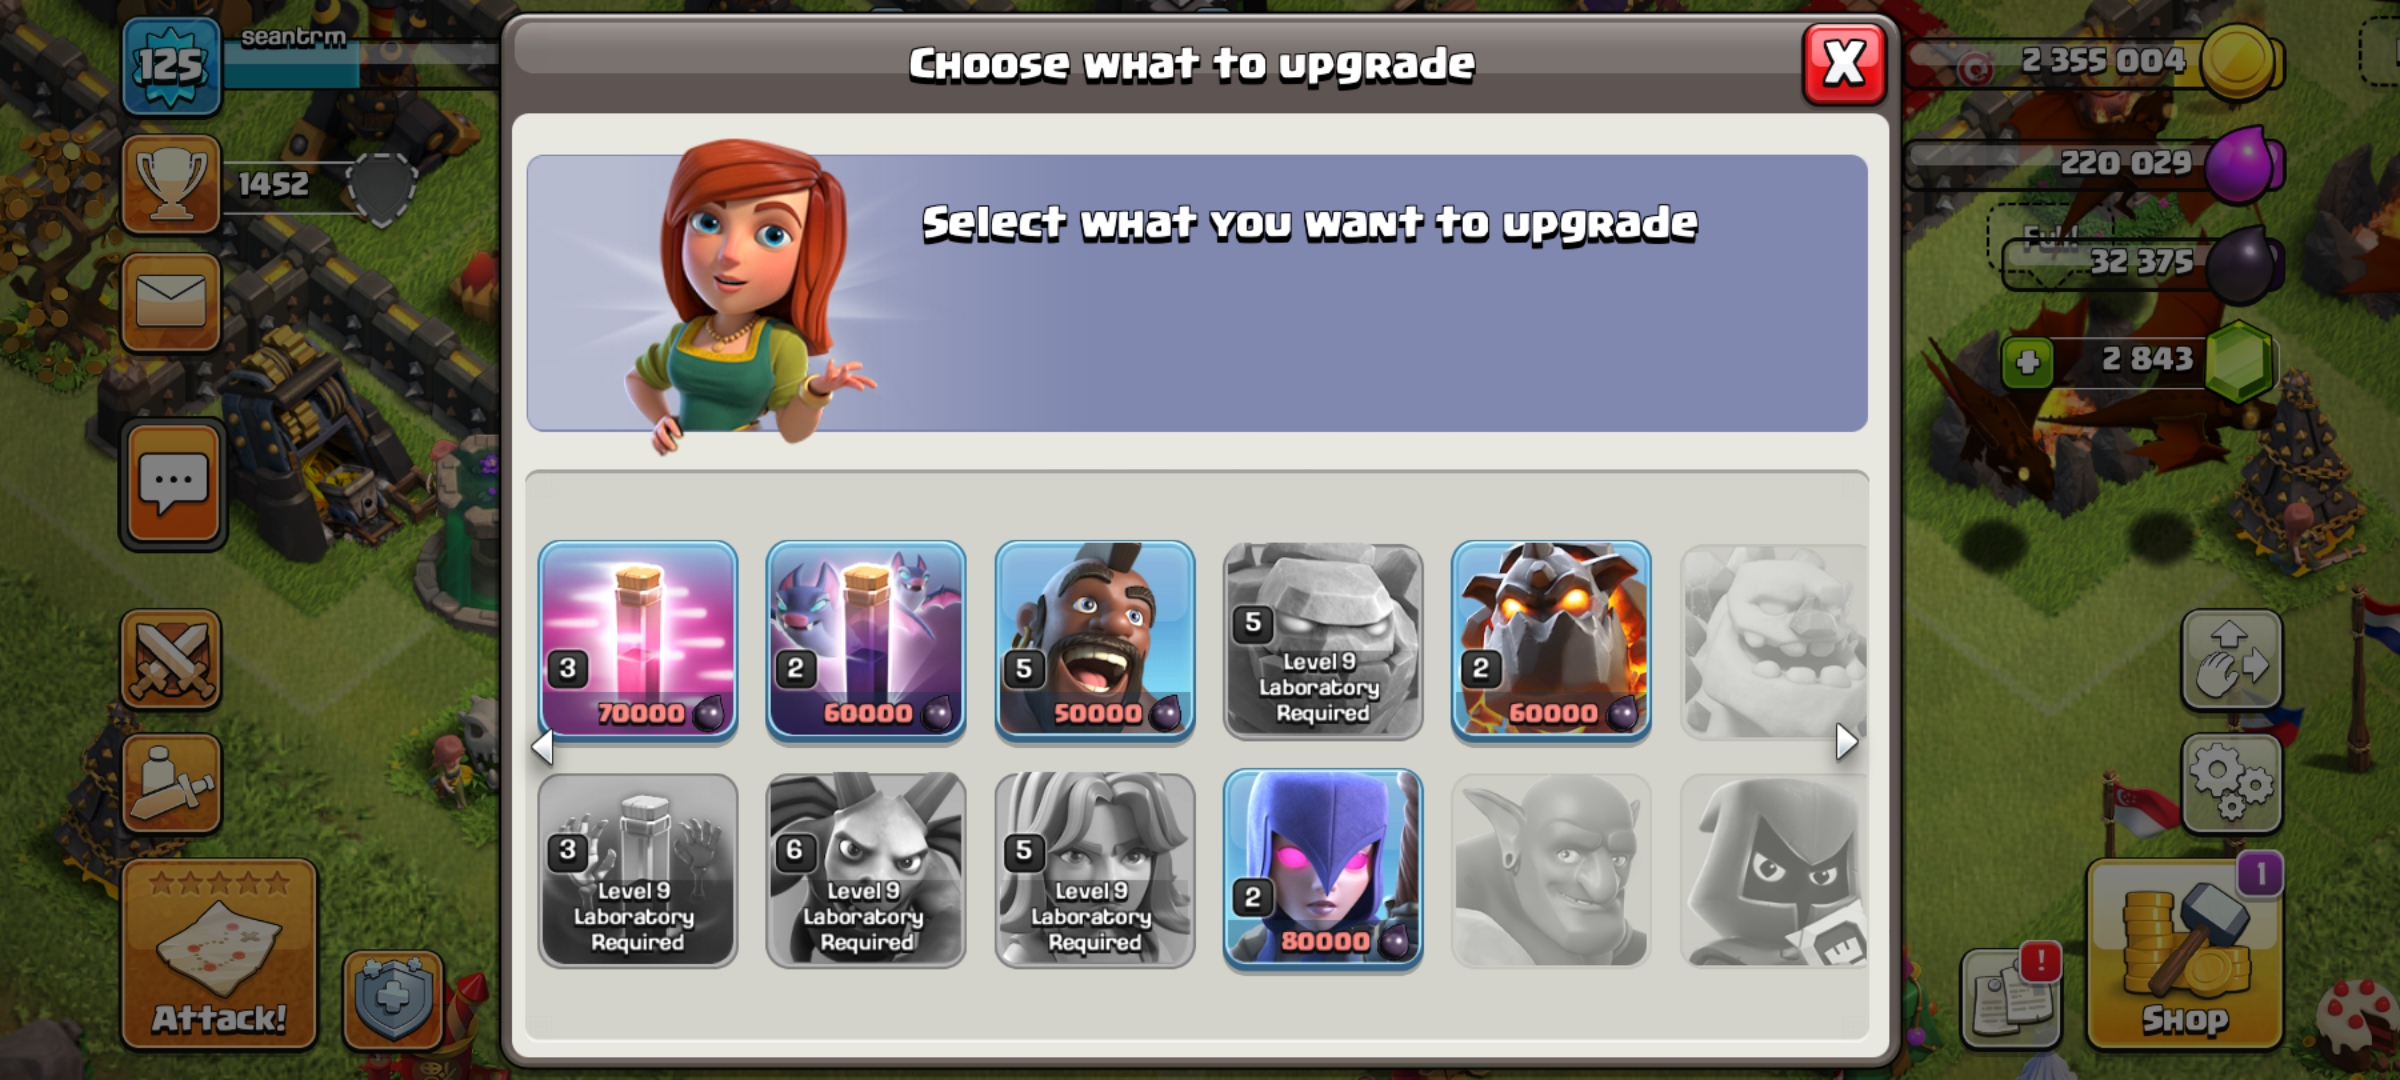 125
seantrm
Choose what to upgrade
X
2 355 004
1452
220 029
Full!
32 375
2 843
Select what you want to upgrade
3
70000
2
60000
5
50000
5
Level 9
Laboratory
Required
2
60000
3
Level 9
Laboratory
Required
6
Level 9
Laboratory
Required
5
Level 9
Laboratory
Required
2
80000
Attack!
!
1
Shop